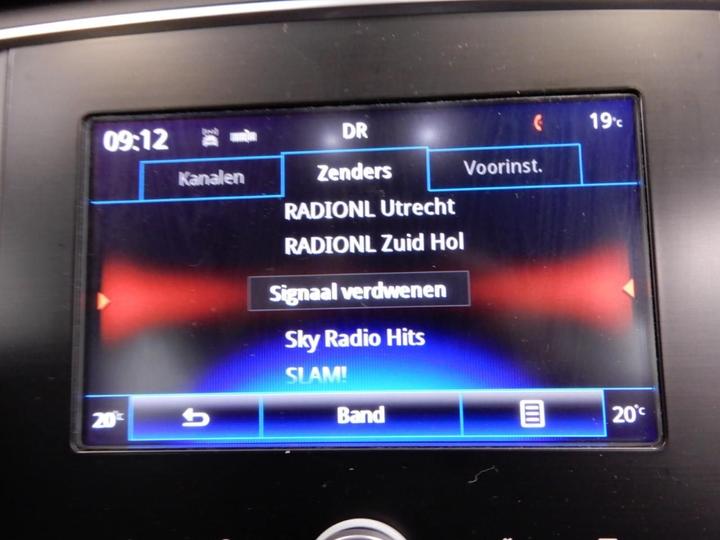 09:12 DR 19°c
Kanalen Zenders Voorinst.
RADIONL Utrecht
RADIONL Zuid Hol
Signaal verdwenen
Sky Radio Hits
SLAM!
20°c Band 20°c